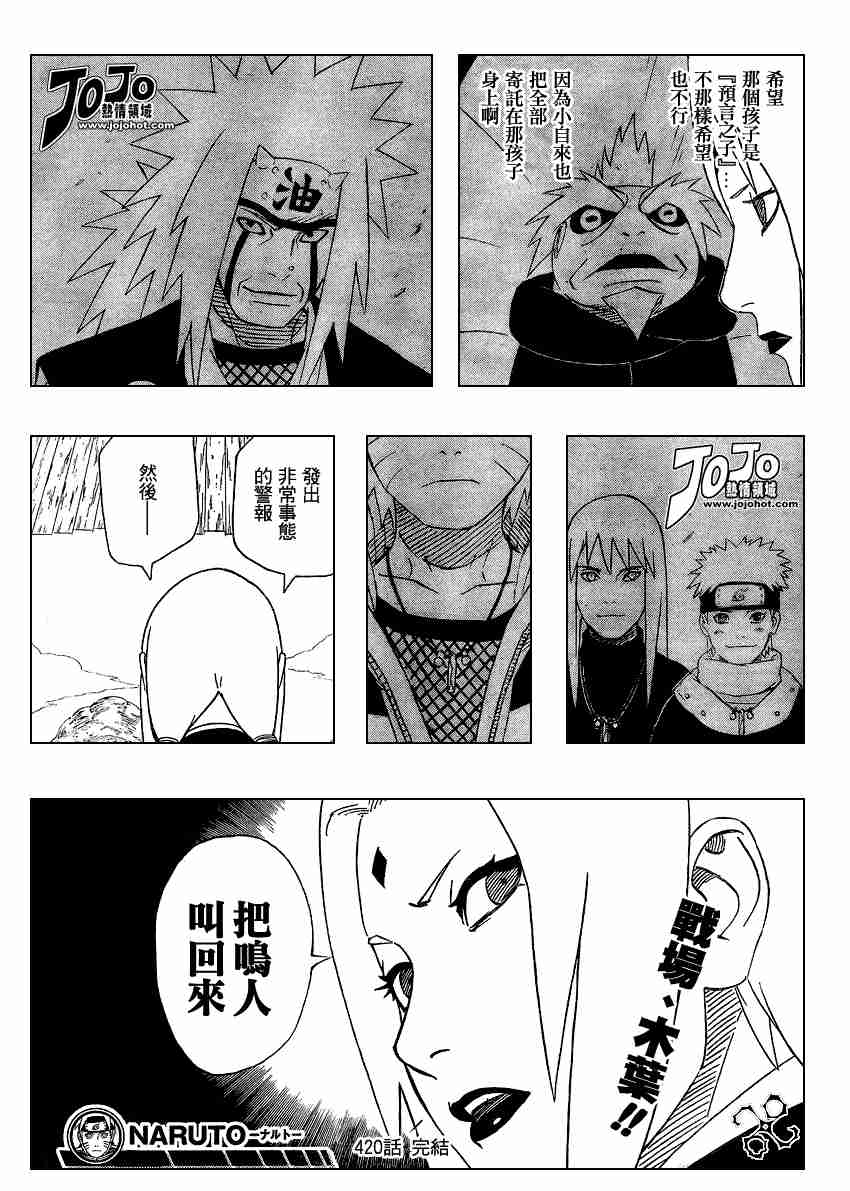 希望
那個孩子是
『預言之子』…
不那樣希望
也不行
因為小自來也
把全部
寄託在那孩子
身上啊
JOJO
熱情領域
www.jojohot.com
油
JOJO
熱情領域
www.jojohot.com
發出
非常事態
的警報
然後——
把鳴人
叫回來
戰場、木葉!!
NARUTO—ナルト—
420話 完結